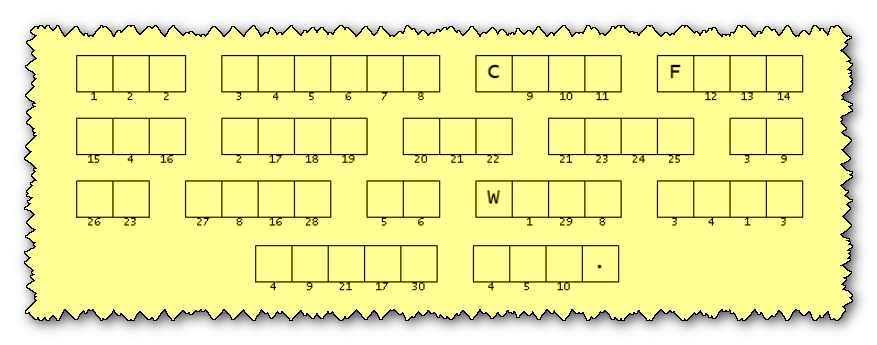 C F
1 2 2 3 4 5 6 7 8 9 10 11 12 13 14
15 4 16 2 17 18 19 20 21 22 21 23 24 25 3 9
W
26 23 27 8 16 28 5 6 1 29 8 3 4 1 3
.
4 9 21 17 30 4 5 10